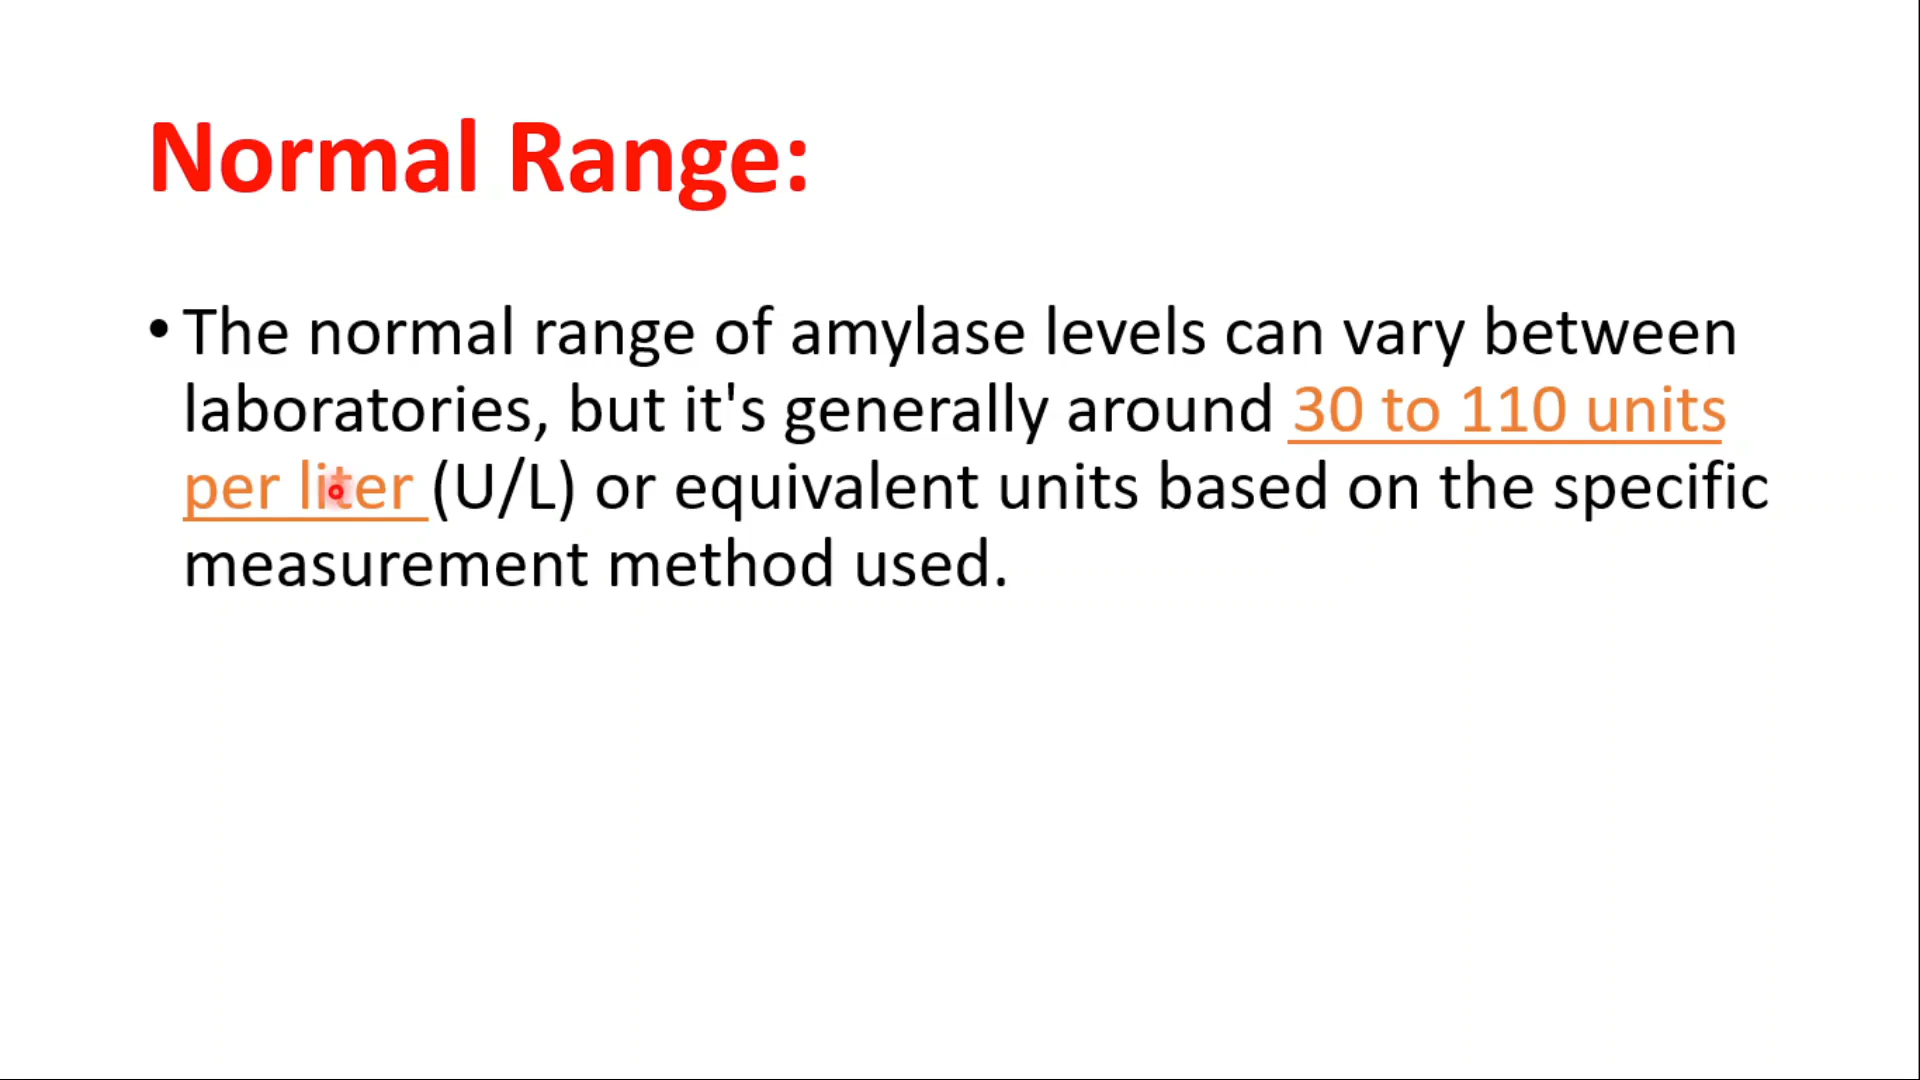 Normal Range:
• The normal range of amylase levels can vary between
laboratories, but it's generally around 30 to 110 units
per liter (U/L) or equivalent units based on the specific
measurement method used.